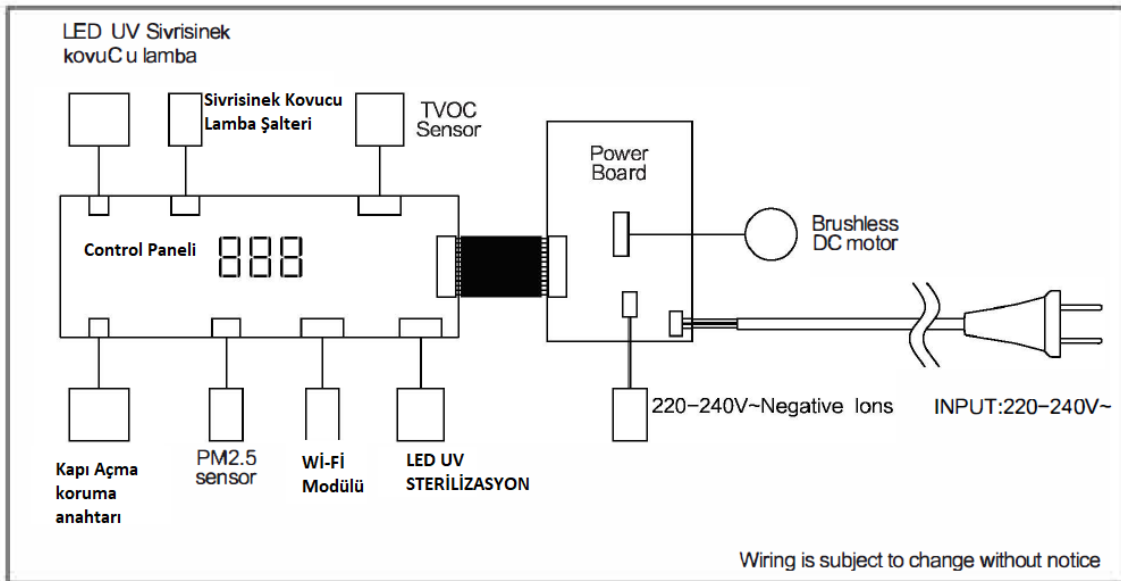 LED UV Sivrisinek
kovuCu lamba
Sivrisinek Kovucu
Lamba Şalteri
TVOC
Sensor
Power
Board
Control Paneli
888
Brushless
DC motor
220-240V~Negative Ions
INPUT:220-240V~
Kapı Açma
koruma
anahtarı
PM2.5
sensor
Wİ-Fİ
Modülü
LED UV
STERİLİZASYON
Wiring is subject to change without notice